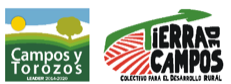 Campos y
Torozos
LEADER 2014-2020
TIERRA DE
CAMPOS
COLECTIVO PARA EL DESARROLLO RURAL